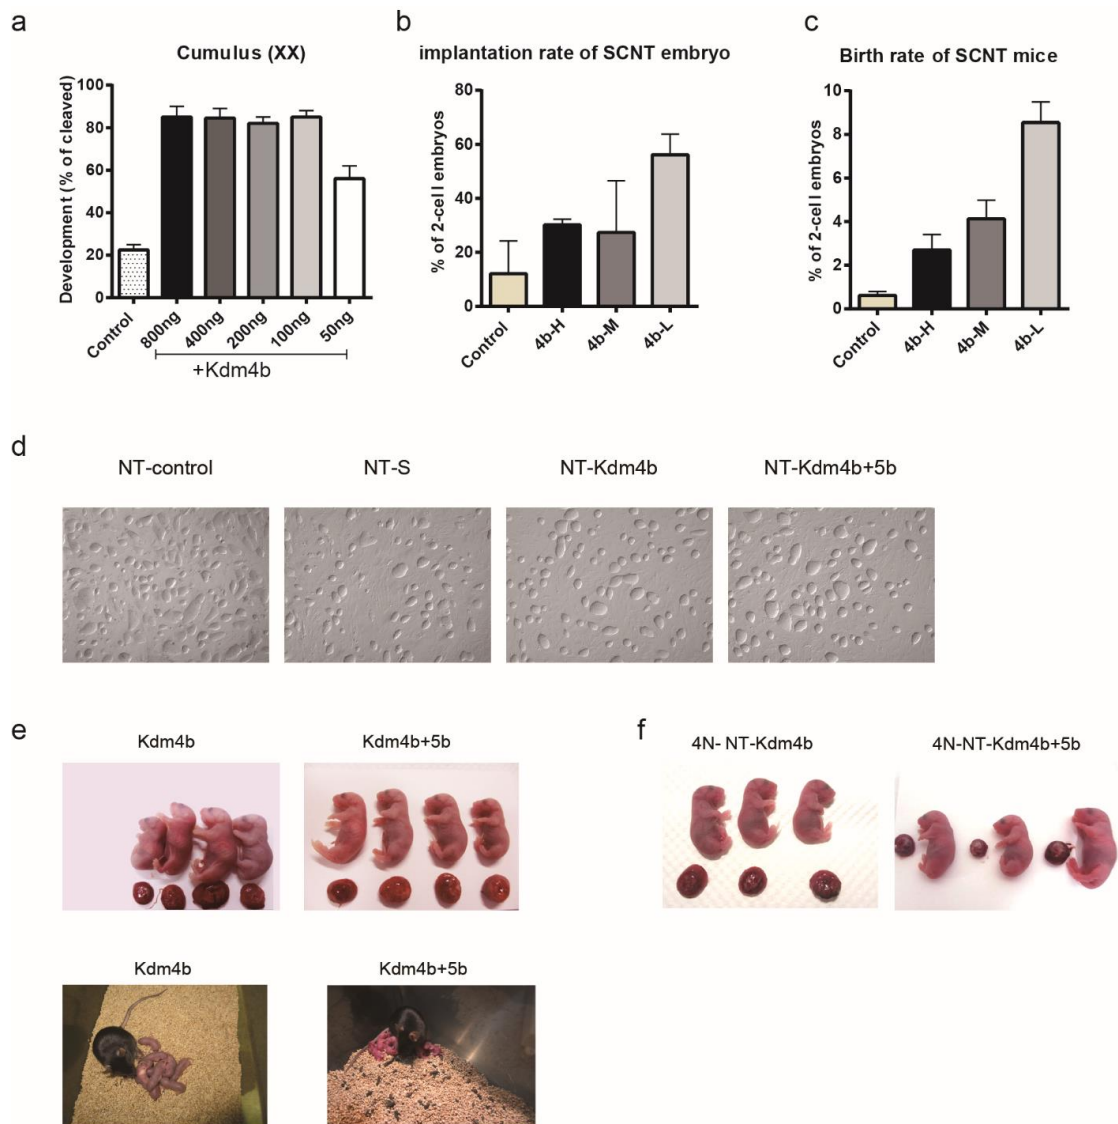 a
Cumulus (XX)
Development (% of cleaved)
100
80
60
40
20
0
Control
800ng
400ng
200ng
100ng
50ng
+Kdm4b
b
implantation rate of SCNT embryo
% of 2-cell embryos
80
60
40
20
0
Control
4b-H
4b-M
4b-L
c
Birth rate of SCNT mice
% of 2-cell embryos
10
8
6
4
2
0
Control
4b-H
4b-M
4b-L
d
NT-control
NT-S
NT-Kdm4b
NT-Kdm4b+5b
e
Kdm4b
Kdm4b+5b
Kdm4b
Kdm4b+5b
f
4N- NT-Kdm4b
4N-NT-Kdm4b+5b